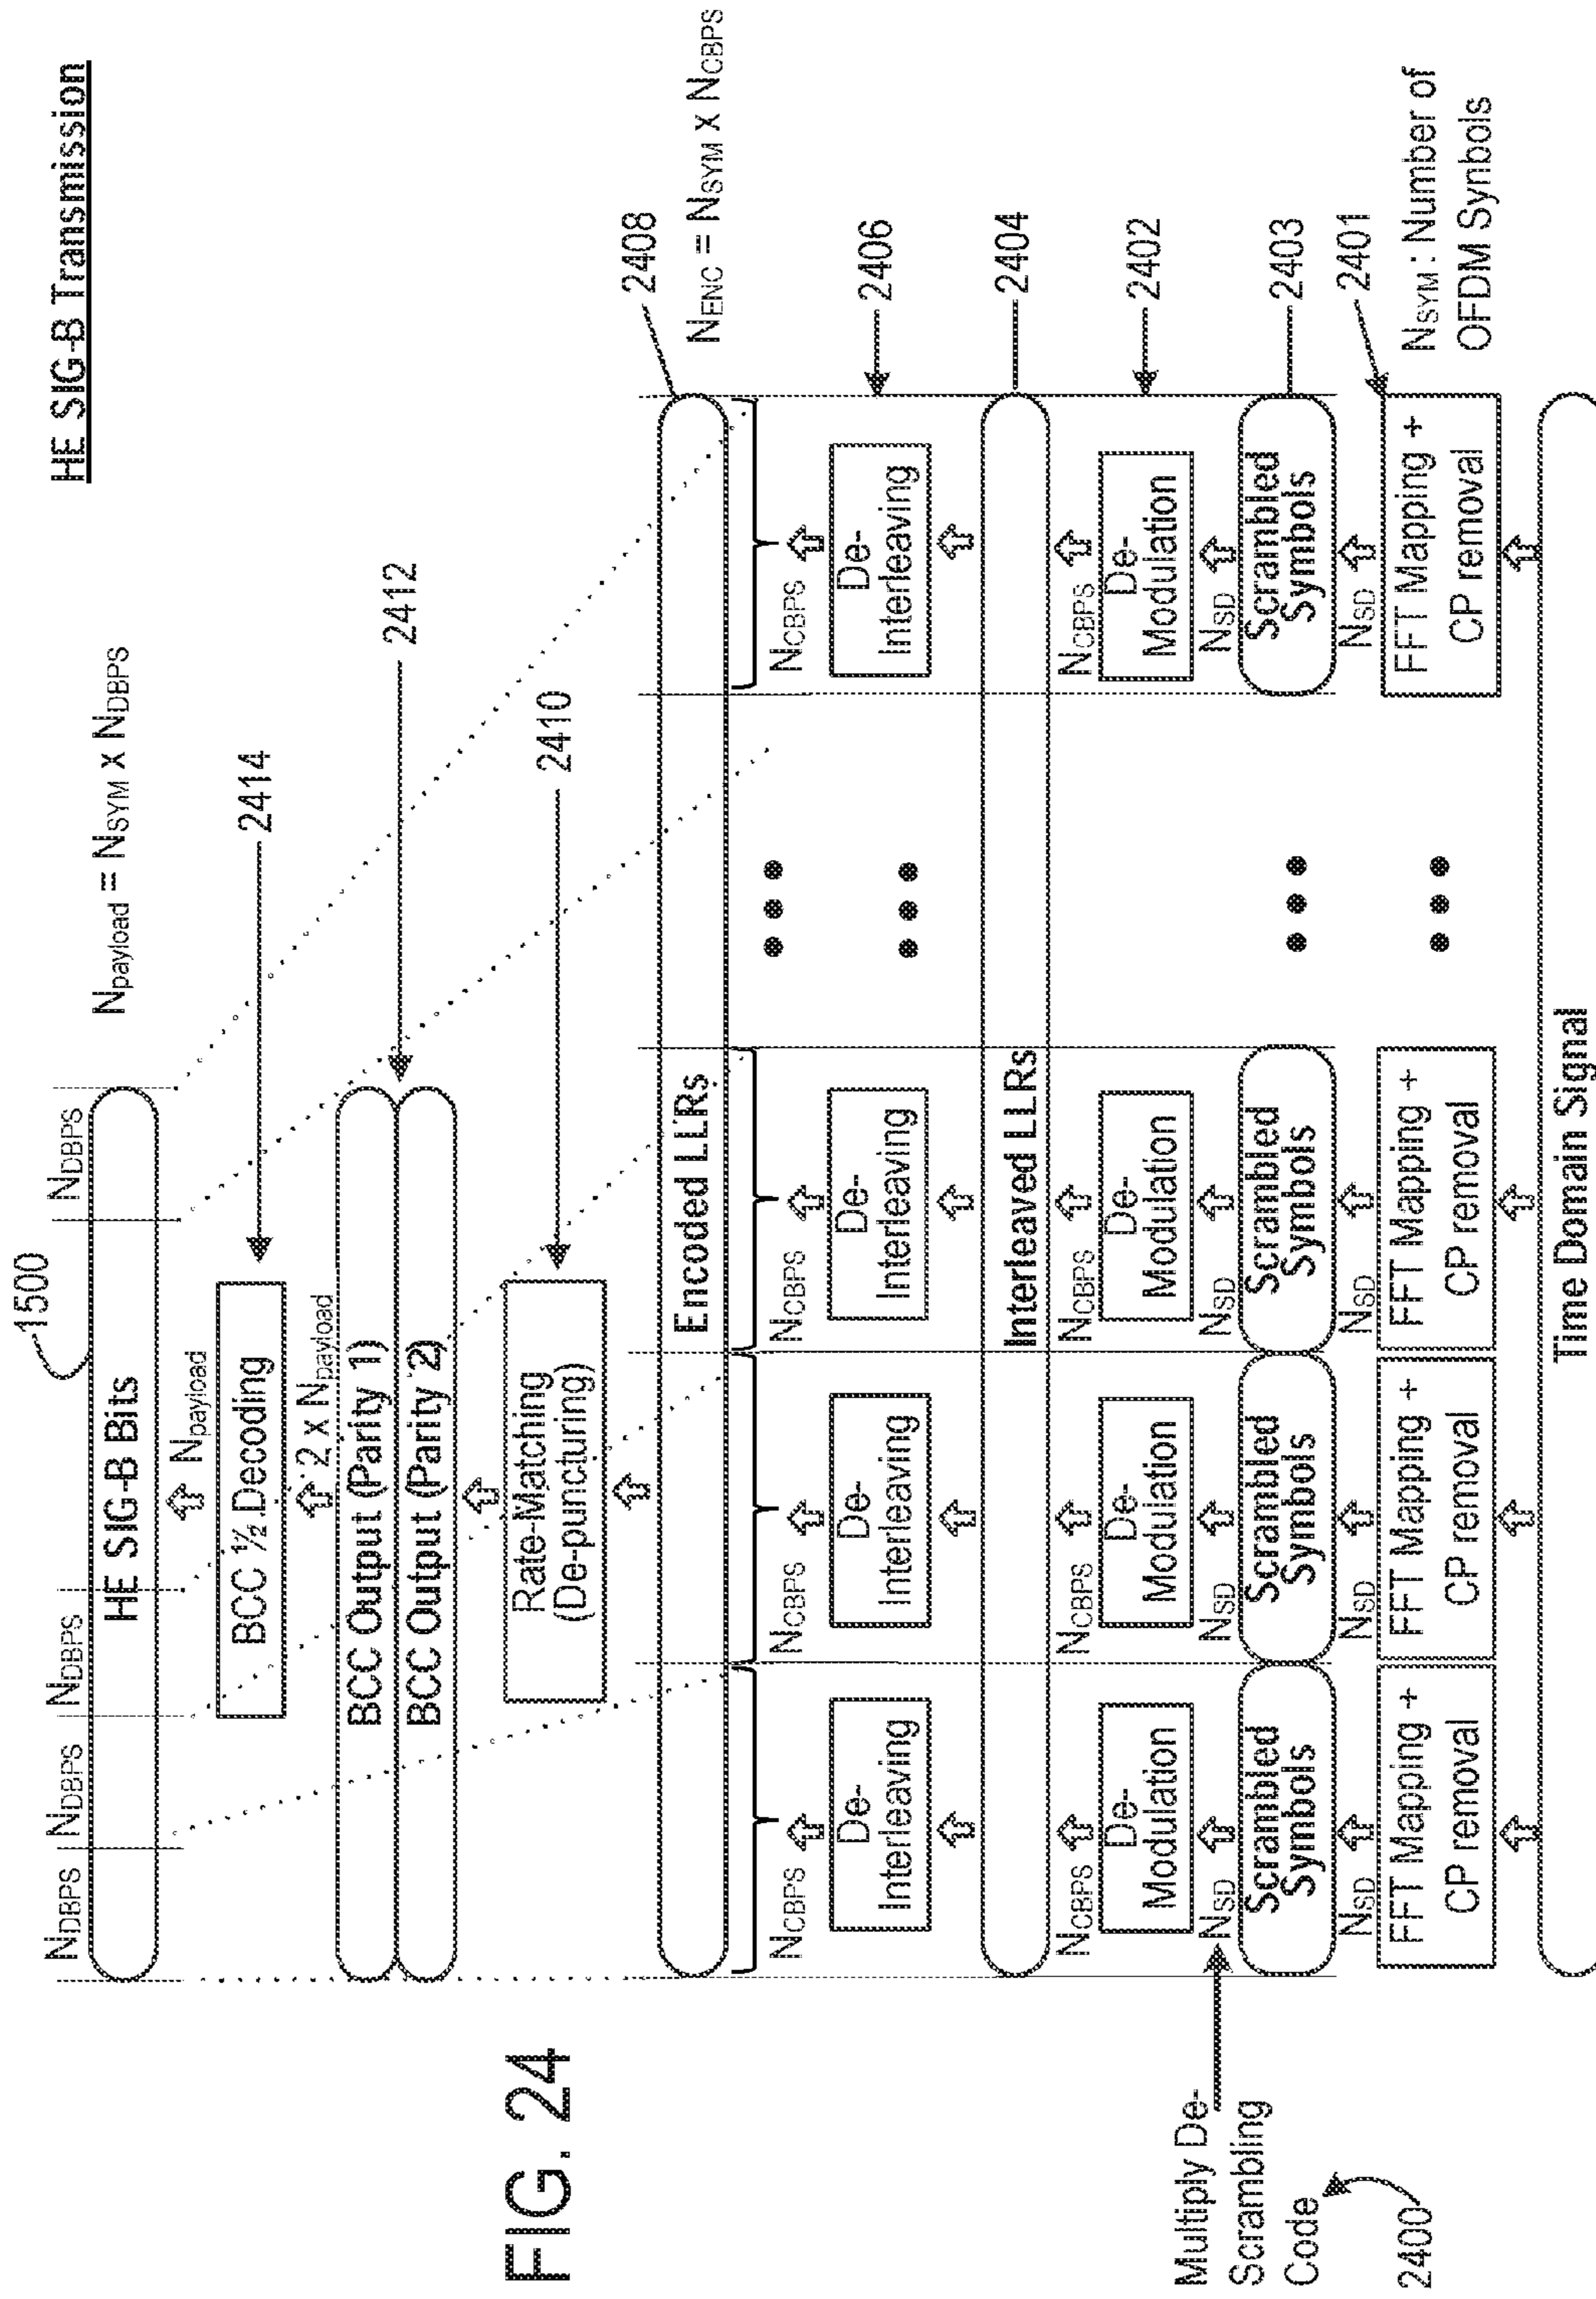 HE SIG-B Transmission
1500
NDBPS
NDBPS
NDBPS
NDBPS
Npayload = NSYM x NDBPS
HE SIG-B Bits
Npayload
2414
BCC ½ Decoding
2 x Npayload
2412
BCC Output (Parity 1)
BCC Output (Parity 2)
2410
Rate-Matching
(De-puncturing)
2408
Encoded LLRs
NENC = NSYM x NCBPS
NCBPS
NCBPS
NCBPS
NCBPS
2406
De-
Interleaving
De-
Interleaving
De-
Interleaving
De-
Interleaving
2404
Interleaved LLRs
NCBPS
NCBPS
NCBPS
NCBPS
2402
De-
Modulation
De-
Modulation
De-
Modulation
De-
Modulation
NSD
NSD
NSD
NSD
2403
Scrambled
Symbols
Scrambled
Symbols
Scrambled
Symbols
Scrambled
Symbols
NSD
NSD
NSD
NSD
2401
FFT Mapping +
CP removal
FFT Mapping +
CP removal
FFT Mapping +
CP removal
FFT Mapping +
CP removal
NSYM : Number of
OFDM Synbols
Time Domain Signal
Multiply De-
Scrambling
Code
2400
FIG. 24